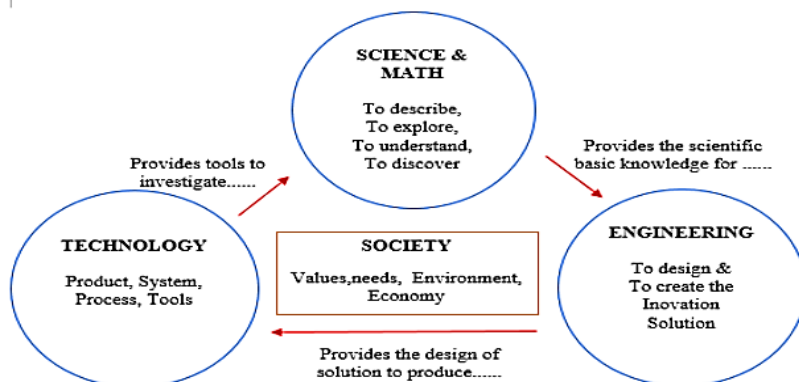 SCIENCE &
MATH
To describe,
To explore,
To understand,
To discover
Provides tools to
investigate......
Provides the scientific
basic knowledge for ......
TECHNOLOGY
Product, System,
Process, Tools
SOCIETY
Values,needs, Environment,
Economy
ENGINEERING
To design &
To create the
Inovation
Solution
Provides the design of
solution to produce......